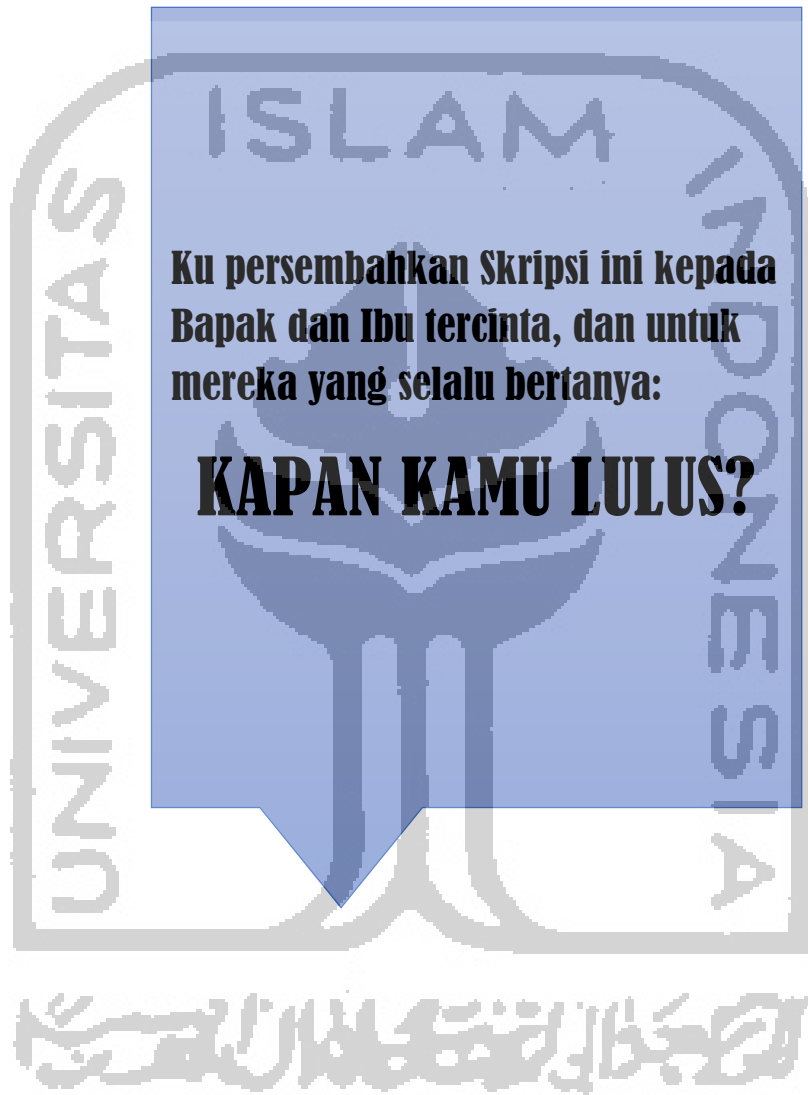 ISLAM
UNIVERSITAS
INDONESIA
Ku persembahkan Skripsi ini kepada
Bapak dan Ibu tercinta, dan untuk
mereka yang selalu bertanya:
KAPAN KAMU LULUS?